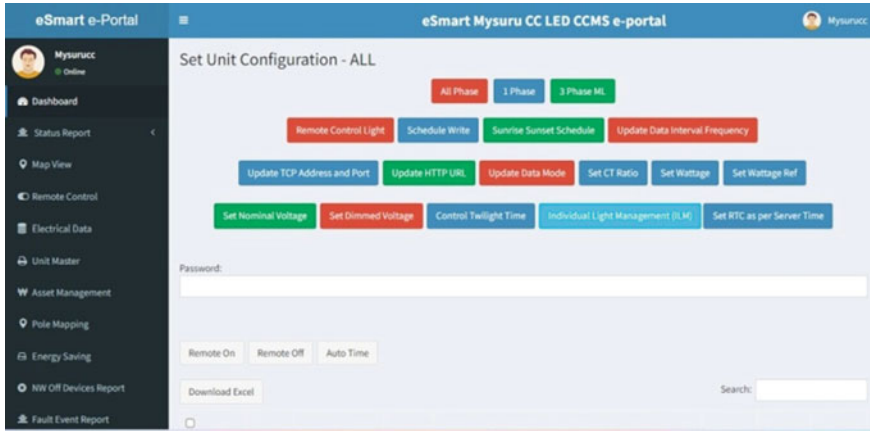 eSmart e-Portal
eSmart Mysuru CC LED CCMS e-portal
Mysurucc
Mysurucc
Online
Dashboard
Status Report
Map View
Remote Control
Electrical Data
Unit Master
Asset Management
Pole Mapping
Energy Saving
NW Off Devices Report
Fault Event Report
Set Unit Configuration - ALL
All Phase 1 Phase 3 Phase ML
Remote Control Light Schedule Write Sunrise Sunset Schedule Update Data Interval Frequency
Update TCP Address and Port Update HTTP URL Update Data Mode Set CT Ratio Set Wattage Set Wattage Ref
Set Nominal Voltage Set Dimmed Voltage Control Twilight Time Individual Light Management (ILM) Set RTC as per Server Time
Password:
Remote On Remote Off Auto Time
Download Excel Search: